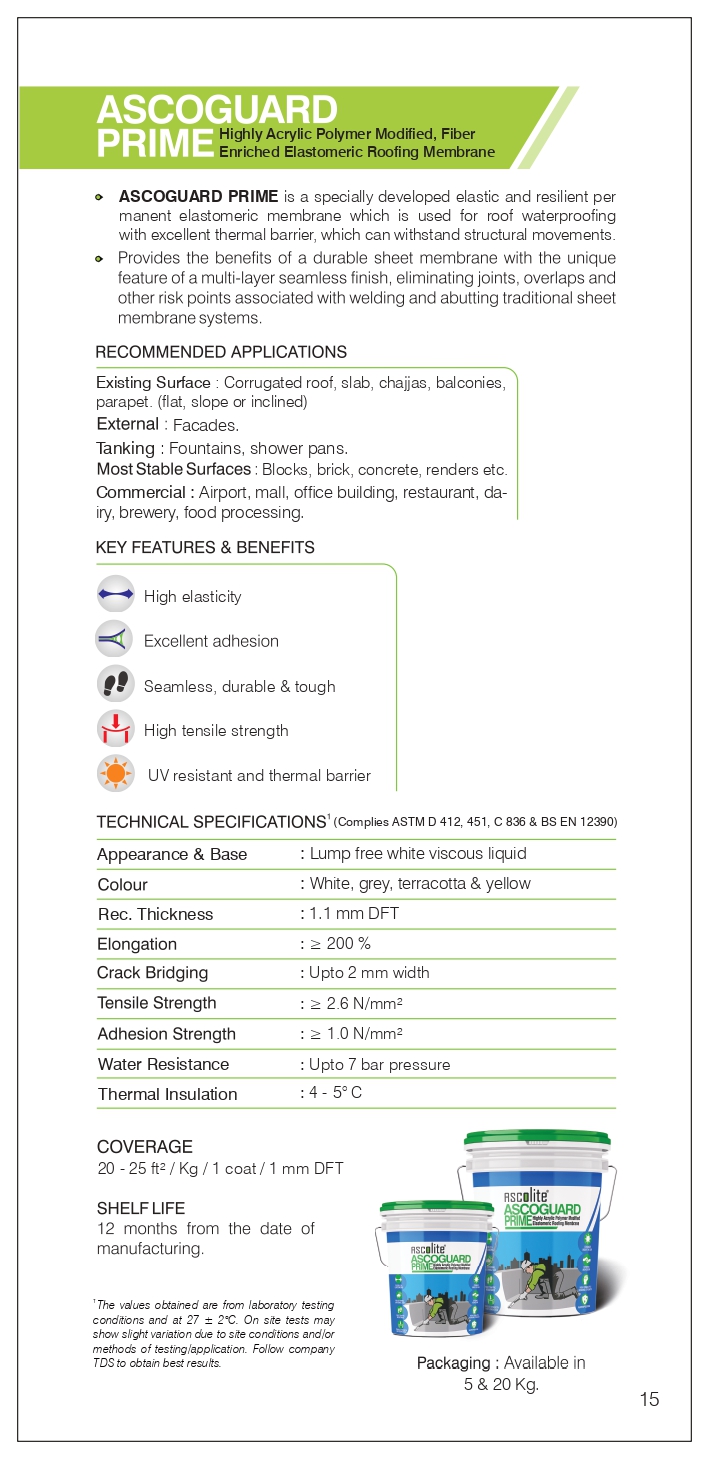 ASCOGUARD
PRIME Highly Acrylic Polymer Modified, Fiber
Enriched Elastomeric Roofing Membrane
ASCOGUARD PRIME is a specially developed elastic and resilient per
manent elastomeric membrane which is used for roof waterproofing
with excellent thermal barrier, which can withstand structural movements.
Provides the benefits of a durable sheet membrane with the unique
feature of a multi-layer seamless finish, eliminating joints, overlaps and
other risk points associated with welding and abutting traditional sheet
membrane systems.
RECOMMENDED APPLICATIONS
Existing Surface : Corrugated roof, slab, chajjas, balconies,
parapet. (flat, slope or inclined)
External : Facades.
Tanking : Fountains, shower pans.
Most Stable Surfaces : Blocks, brick, concrete, renders etc.
Commercial : Airport, mall, office building, restaurant, da-
iry, brewery, food processing.
KEY FEATURES & BENEFITS
High elasticity
Excellent adhesion
Seamless, durable & tough
High tensile strength
UV resistant and thermal barrier
TECHNICAL SPECIFICATIONS¹ (Complies ASTM D 412, 451, C 836 & BS EN 12390)
Appearance & Base : Lump free white viscous liquid
Colour : White, grey, terracotta & yellow
Rec. Thickness : 1.1 mm DFT
Elongation : ≥ 200 %
Crack Bridging : Upto 2 mm width
Tensile Strength : ≥ 2.6 N/mm²
Adhesion Strength : ≥ 1.0 N/mm²
Water Resistance : Upto 7 bar pressure
Thermal Insulation : 4 - 5° C
COVERAGE
20 - 25 ft² / Kg / 1 coat / 1 mm DFT
SHELF LIFE
12 months from the date of
manufacturing.
¹The values obtained are from laboratory testing
conditions and at 27 ± 2°C. On site tests may
show slight variation due to site conditions and/or
methods of testing/application. Follow company
TDS to obtain best results.
ASCOlite®
ASCOGUARD
PRIME Highly Acrylic Polymer Modified
Elastomeric Roofing Membrane
ASCOlite®
ASCOGUARD
PRIME Highly Acrylic Polymer Modified
Elastomeric Roofing Membrane
Packaging : Available in
5 & 20 Kg.
15